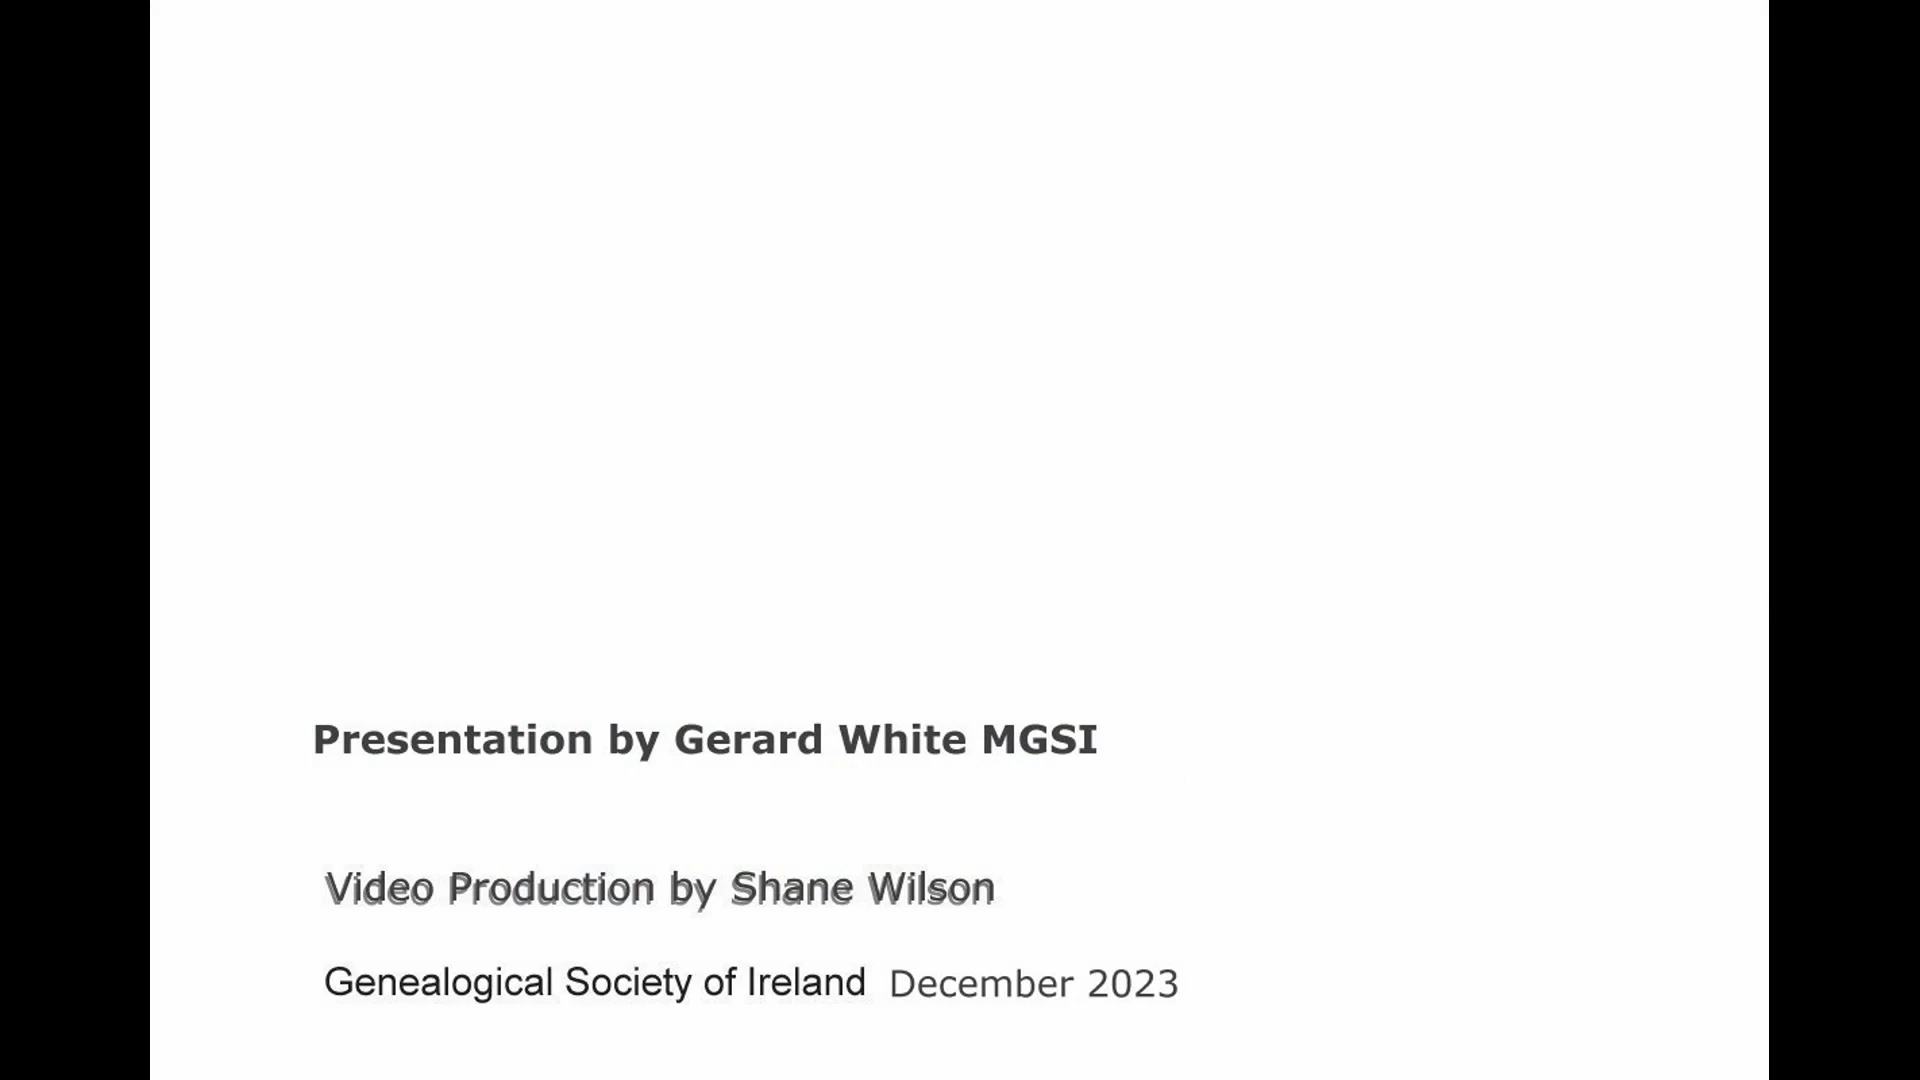 Presentation by Gerard White MGSI
Video Production by Shane Wilson
Genealogical Society of Ireland December 2023